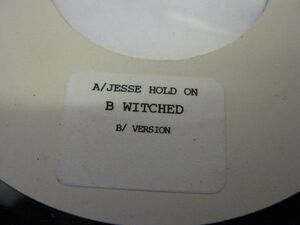 A/JESSE HOLD ON
B WITCHED
B/ VERSION